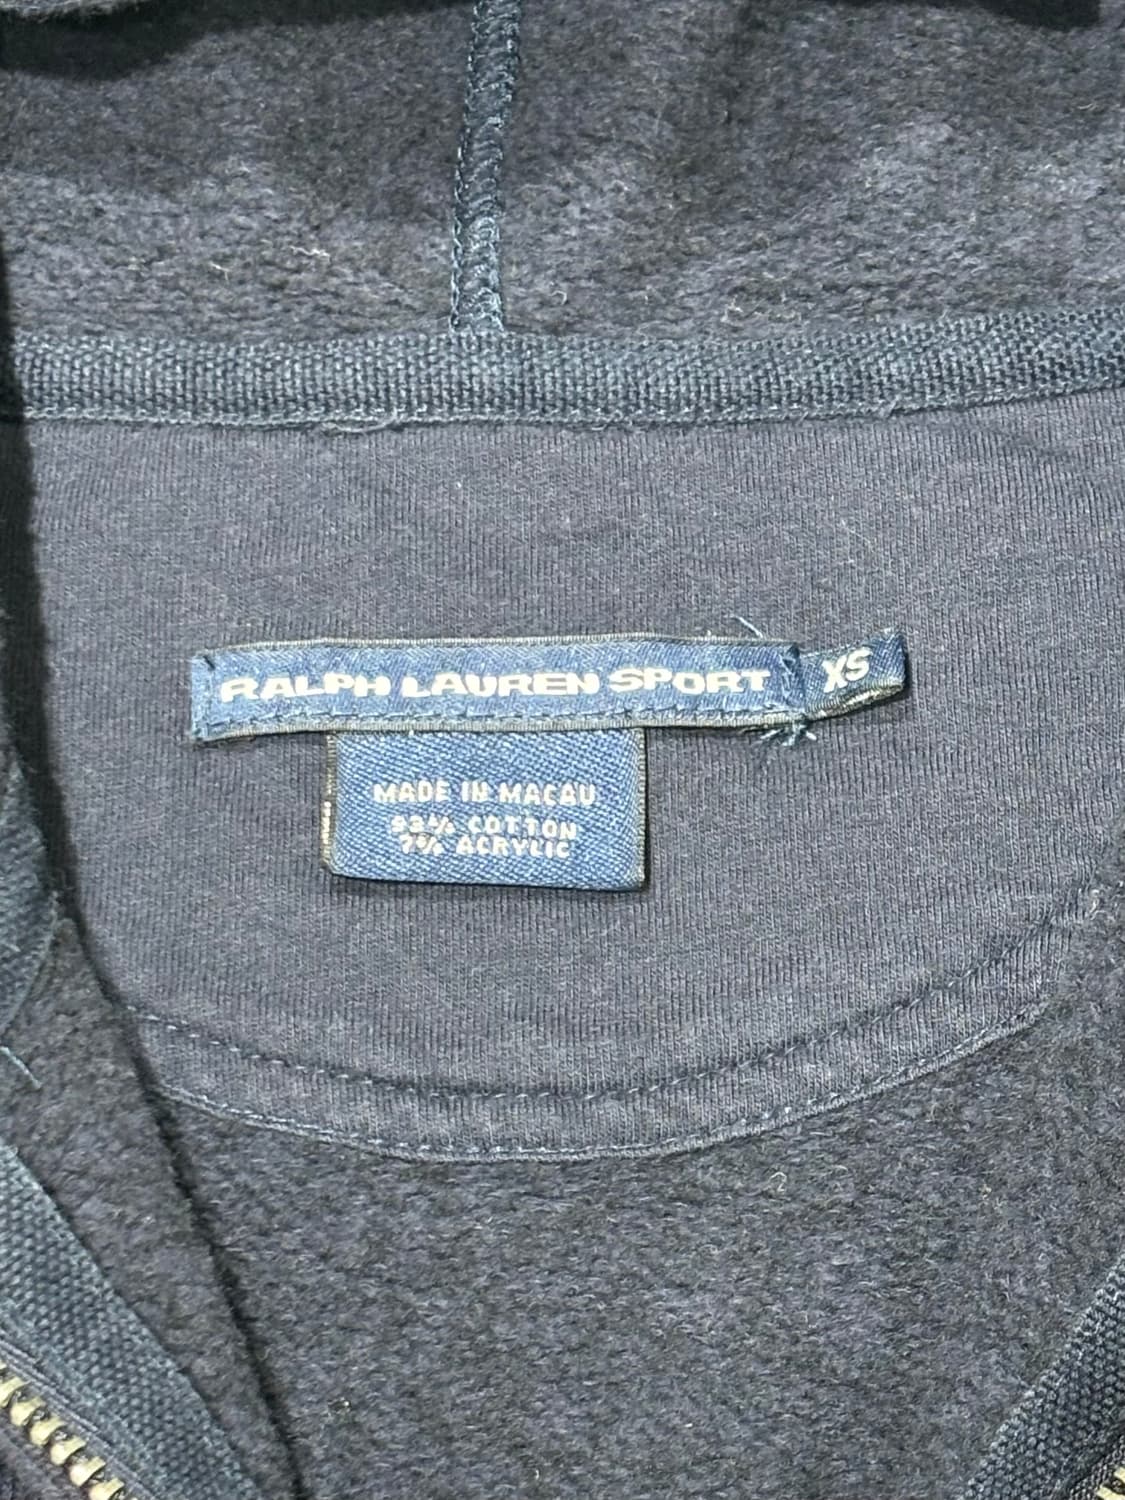 RALPH LAUREN SPORT
XS
MADE IN MACAU
93% COTTON
7% ACRYLIC